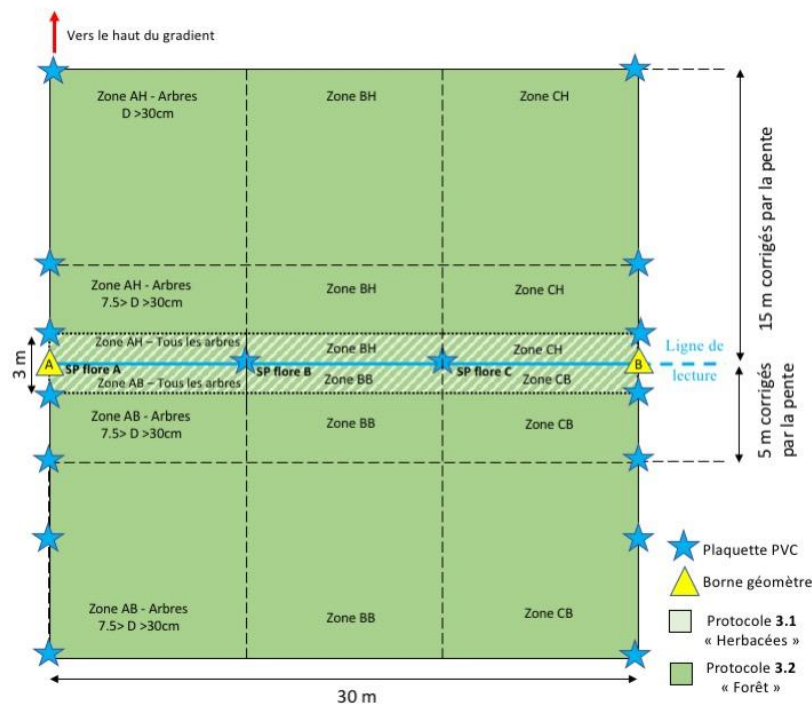 Vers le haut du gradient
Zone AH - Arbres
D >30cm
Zone BH
Zone CH
Zone AH - Arbres
7.5> D >30cm
Zone BH
Zone CH
Zone AH – Tous les arbres
Zone BH
Zone CH
A
SP flore A
SP flore B
SP flore C
B
Zone AB - Tous les arbres
Zone BB
Zone CB
Zone AB - Arbres
7.5> D >30cm
Zone BB
Zone CB
Zone AB - Arbres
7.5> D >30cm
Zone BB
Zone CB
3 m
30 m
15 m corrigés par la pente
Ligne de
lecture
5 m corrigés
par la pente
Plaquette PVC
Borne géomètre
Protocole 3.1
« Herbacées »
Protocole 3.2
« Forêt »